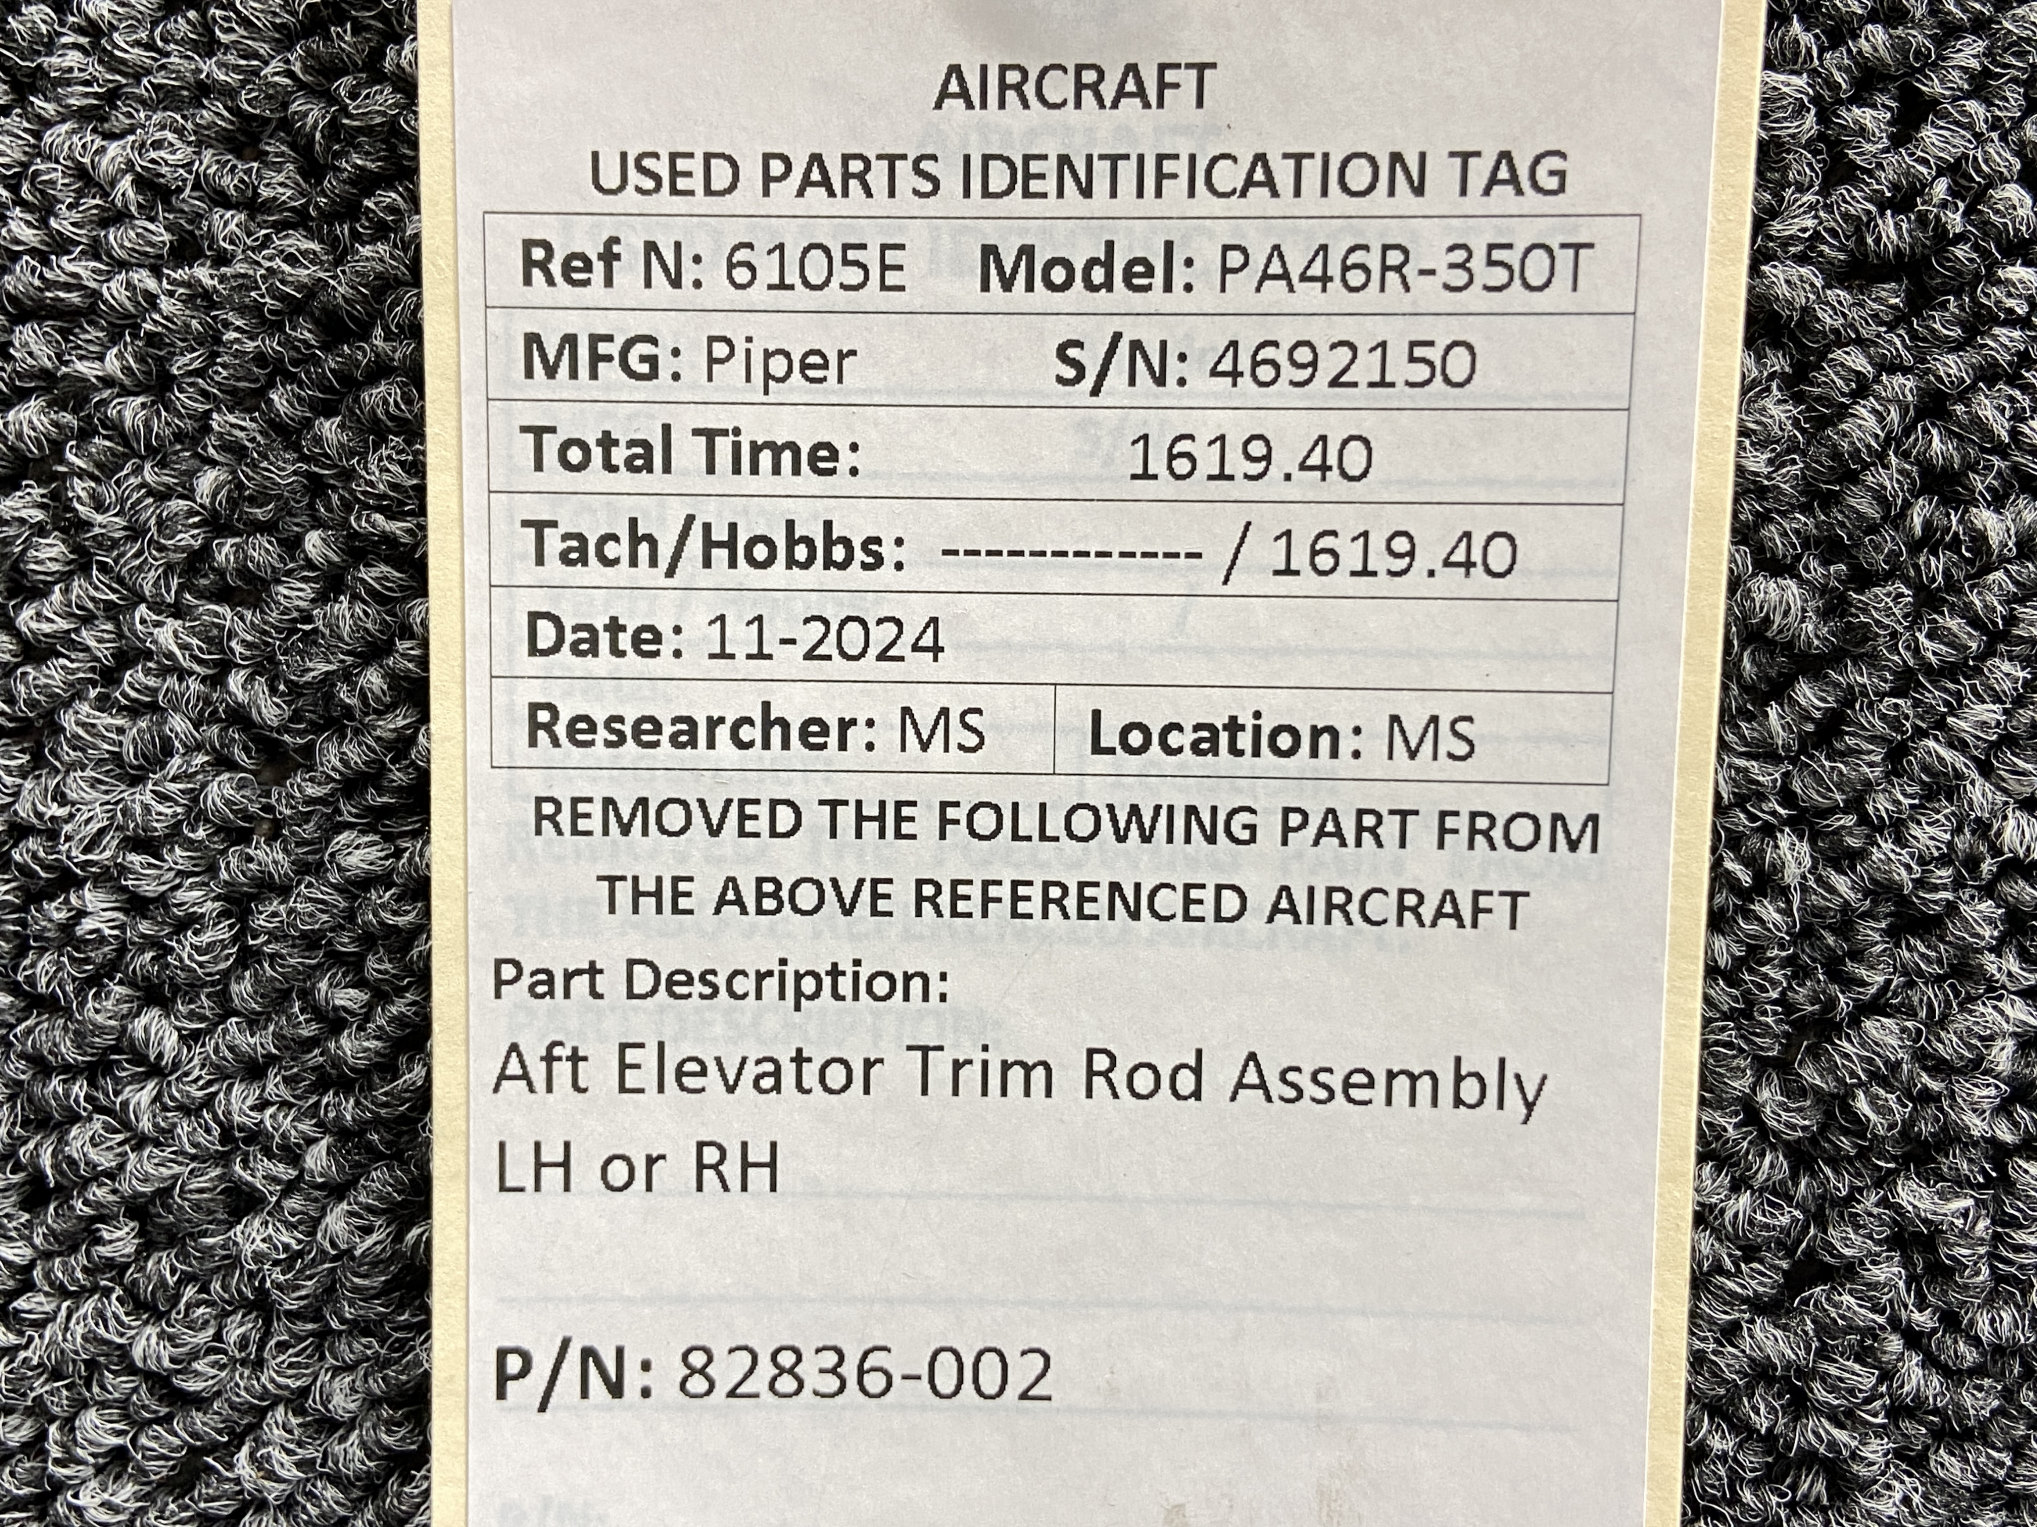 AIRCRAFT
USED PARTS IDENTIFICATION TAG
Ref N: 6105E Model: PA46R-350T
MFG: Piper S/N: 4692150
Total Time: 1619.40
Tach/Hobbs: ------------ / 1619.40
Date: 11-2024
Researcher: MS Location: MS
REMOVED THE FOLLOWING PART FROM
THE ABOVE REFERENCED AIRCRAFT
Part Description:
Aft Elevator Trim Rod Assembly
LH or RH
P/N: 82836-002